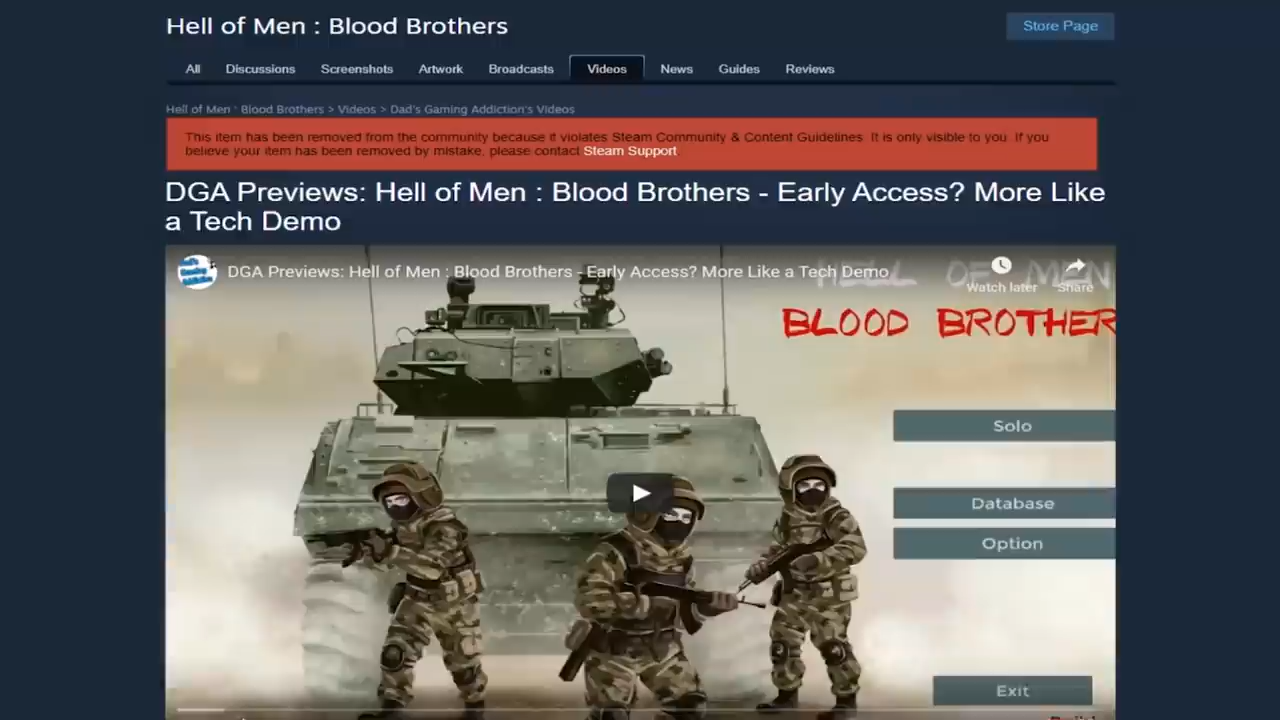 Hell of Men : Blood Brothers
Store Page
All Discussions Screenshots Artwork Broadcasts Videos News Guides Reviews
Hell of Men : Blood Brothers > Videos > Dad's Gaming Addiction's Videos
This item has been removed from the community because it violates Steam Community & Content Guidelines. It is only visible to you. If you
believe your item has been removed by mistake, please contact Steam Support.
DGA Previews: Hell of Men : Blood Brothers - Early Access? More Like
a Tech Demo
DGA Previews: Hell of Men : Blood Brothers - Early Access? More Like a Tech Demo
HELL OF MEN
Watch later Share
BLOOD BROTHER
Solo
Database
Option
Exit